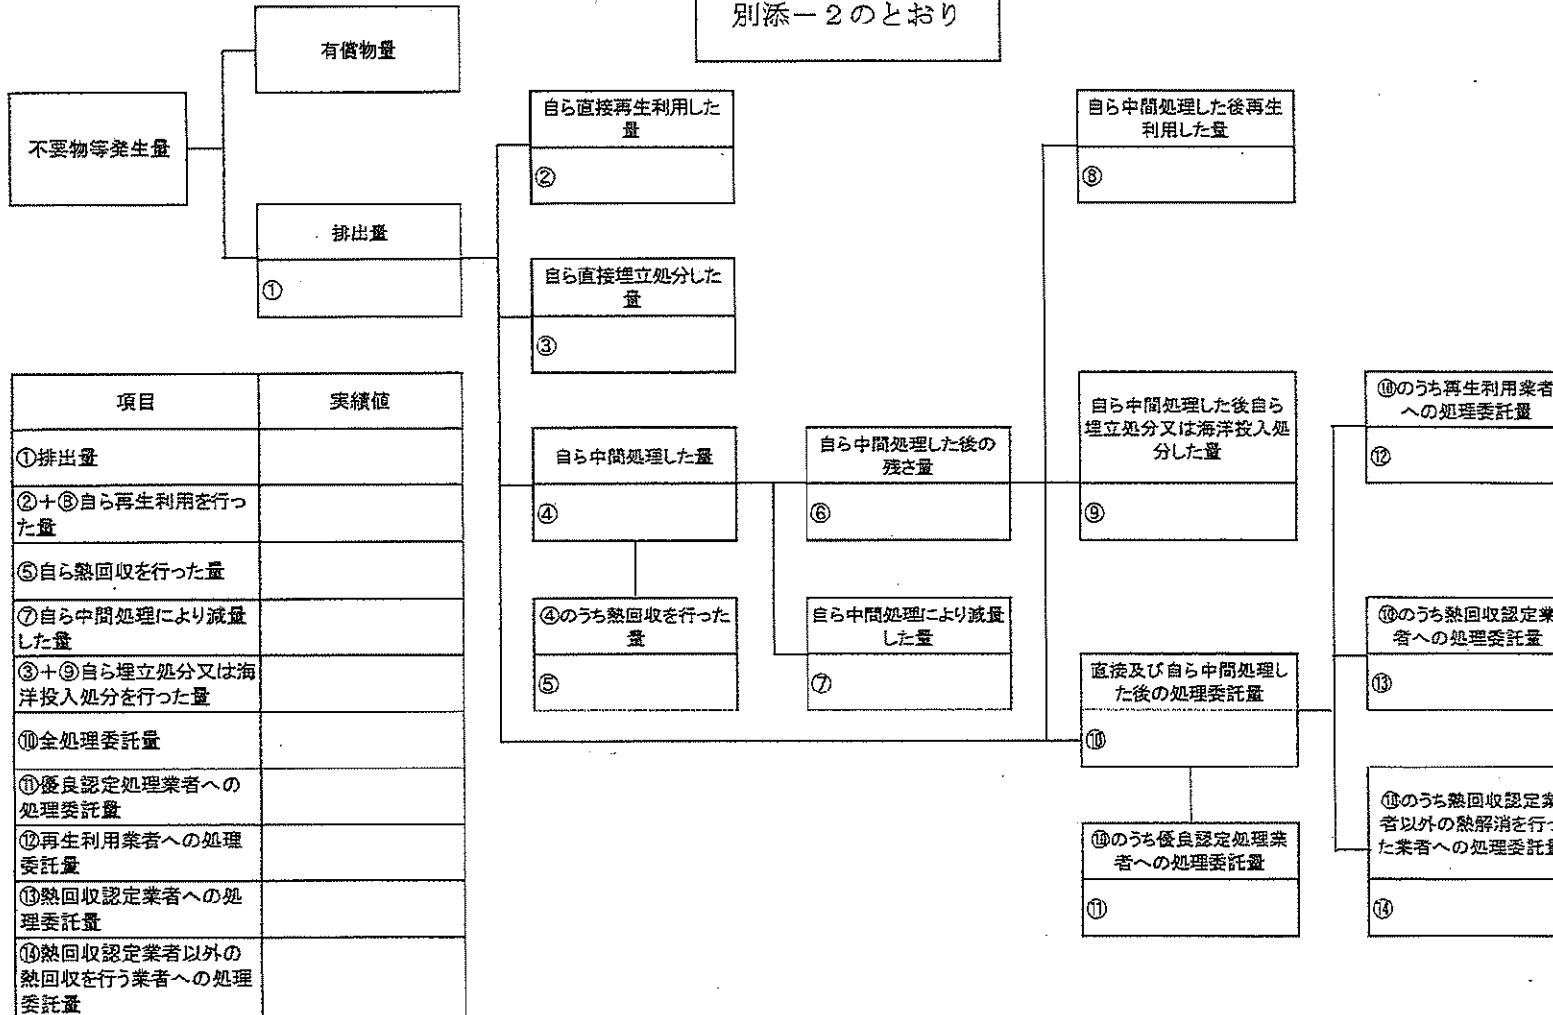 別添－２のとおり
有償物量
不要物等発生量
排出量
①
自ら直接再生利用した
量
②
自ら直接埋立処分した
量
③
自ら中間処理した量
④
④のうち熱回収を行った
量
⑤
自ら中間処理した後の
残さ量
⑥
自ら中間処理により減量
した量
⑦
自ら中間処理した後再生
利用した量
⑧
自ら中間処理した後自ら
埋立処分又は海洋投入処
分した量
⑨
直接及び自ら中間処理し
た後の処理委託量
⑩
⑩のうち優良認定処理業
者への処理委託量
⑪
⑩のうち再生利用業者
への処理委託量
⑫
⑩のうち熱回収認定業
者への処理委託量
⑬
⑩のうち熱回収認定業
者以外の熱解消を行っ
た業者への処理委託量
⑭
項目 実績値
①排出量
②＋⑧自ら再生利用を行っ
た量
⑤自ら熱回収を行った量
⑦自ら中間処理により減量
した量
③＋⑨自ら埋立処分又は海
洋投入処分を行った量
⑩全処理委託量
⑪優良認定処理業者への
処理委託量
⑫再生利用業者への処理
委託量
⑬熱回収認定業者への処
理委託量
⑭熱回収認定業者以外の
熱回収を行う業者への処理
委託量